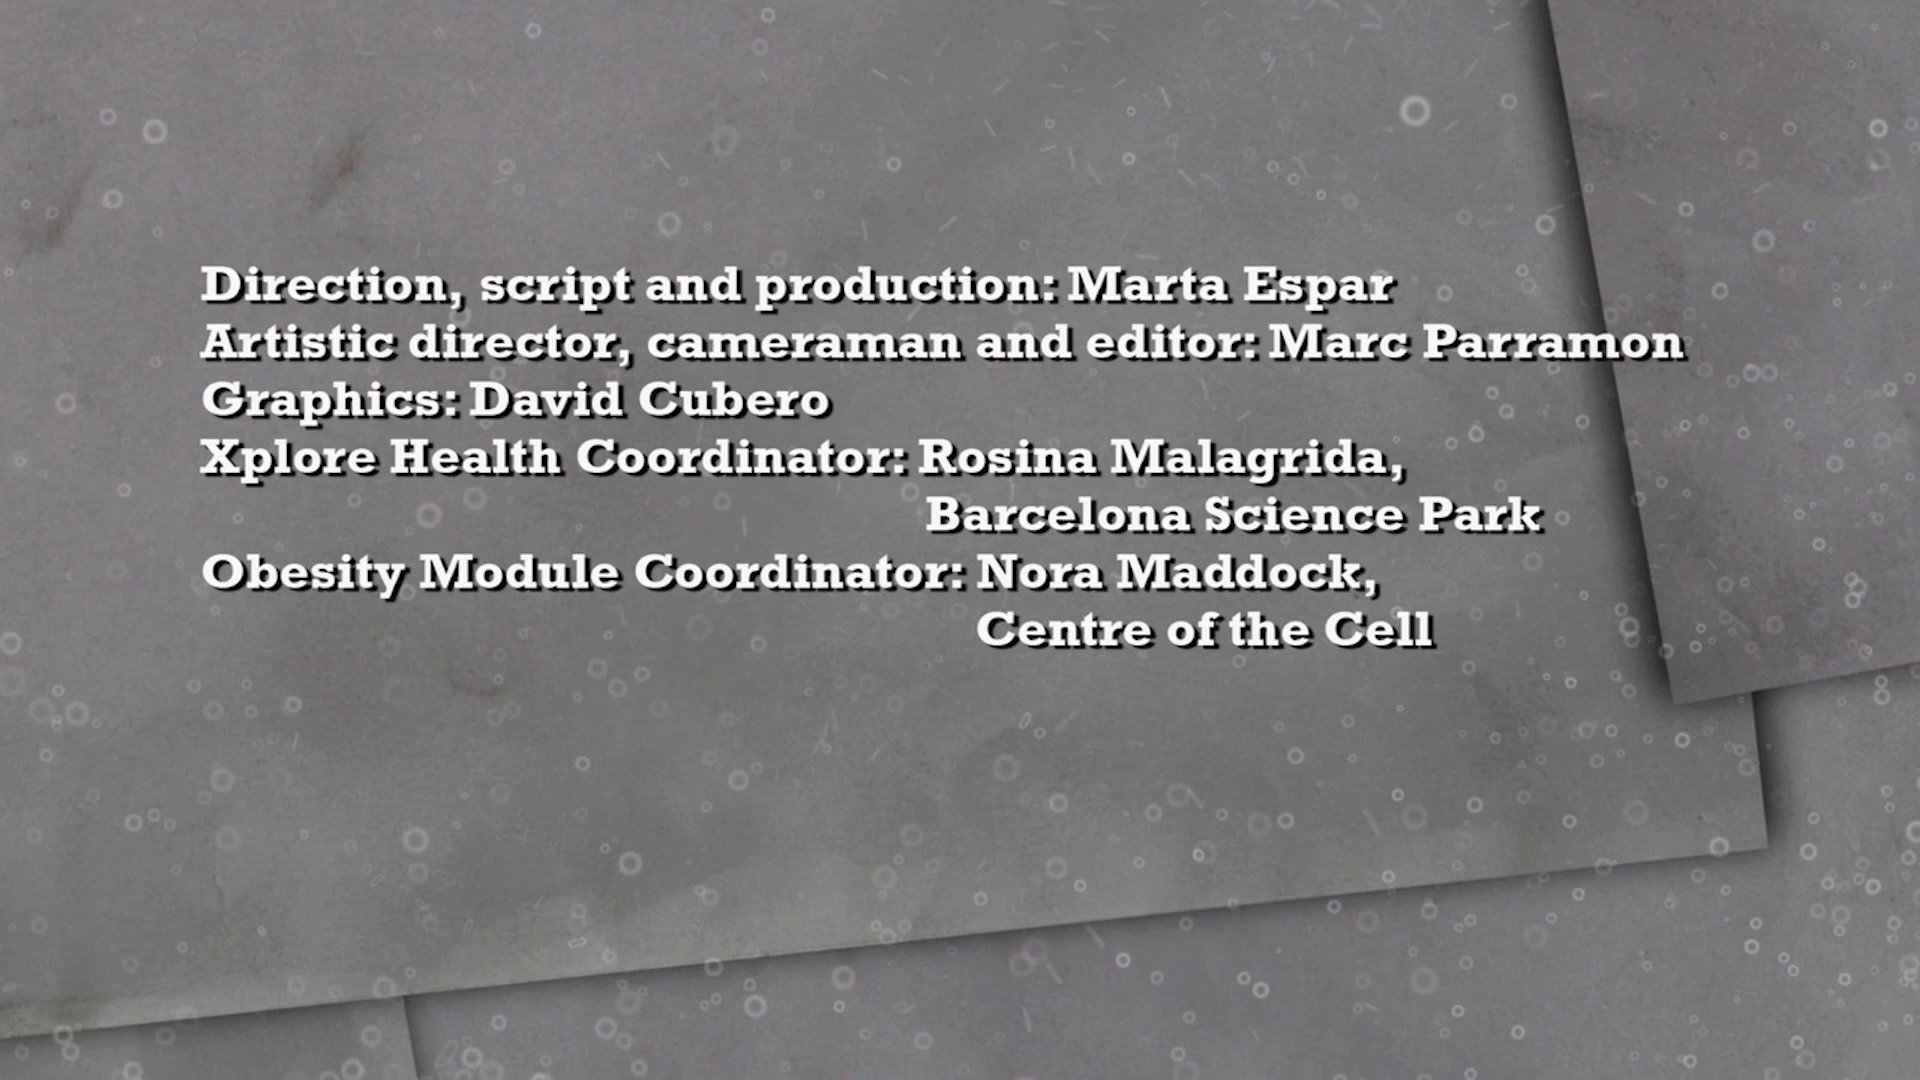 Direction, script and production: Marta Espar
Artistic director, cameraman and editor: Marc Parramon
Graphics: David Cubero
Xplore Health Coordinator: Rosina Malagrida,
Barcelona Science Park
Obesity Module Coordinator: Nora Maddock,
Centre of the Cell